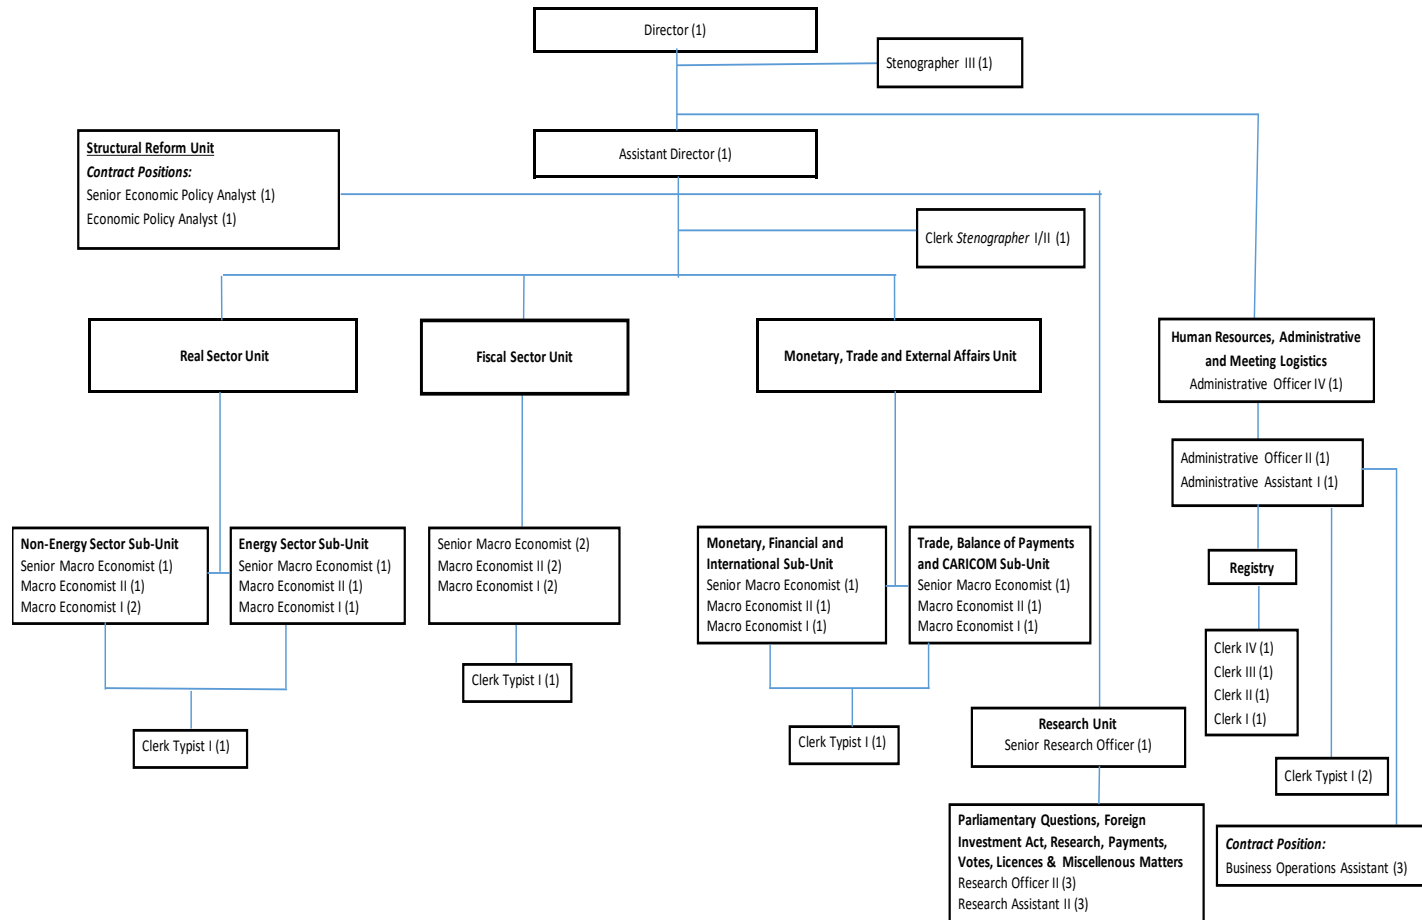 Director (1)
Stenographer III (1)
Structural Reform Unit
Contract Positions:
Senior Economic Policy Analyst (1)
Economic Policy Analyst (1)
Assistant Director (1)
Clerk Stenographer I/II (1)
Real Sector Unit
Fiscal Sector Unit
Monetary, Trade and External Affairs Unit
Human Resources, Administrative
and Meeting Logistics
Administrative Officer IV (1)
Administrative Officer II (1)
Administrative Assistant I (1)
Non-Energy Sector Sub-Unit
Senior Macro Economist (1)
Macro Economist II (1)
Macro Economist I (2)
Energy Sector Sub-Unit
Senior Macro Economist (1)
Macro Economist II (1)
Macro Economist I (1)
Senior Macro Economist (2)
Macro Economist II (2)
Macro Economist I (2)
Monetary, Financial and
International Sub-Unit
Senior Macro Economist (1)
Macro Economist II (1)
Macro Economist I (1)
Trade, Balance of Payments
and CARICOM Sub-Unit
Senior Macro Economist (1)
Macro Economist II (1)
Macro Economist I (1)
Registry
Clerk IV (1)
Clerk III (1)
Clerk II (1)
Clerk I (1)
Clerk Typist I (1)
Clerk Typist I (1)
Clerk Typist I (1)
Research Unit
Senior Research Officer (1)
Clerk Typist I (2)
Parliamentary Questions, Foreign
Investment Act, Research, Payments,
Votes, Licences & Miscellenous Matters
Research Officer II (3)
Research Assistant II (3)
Contract Position:
Business Operations Assistant (3)